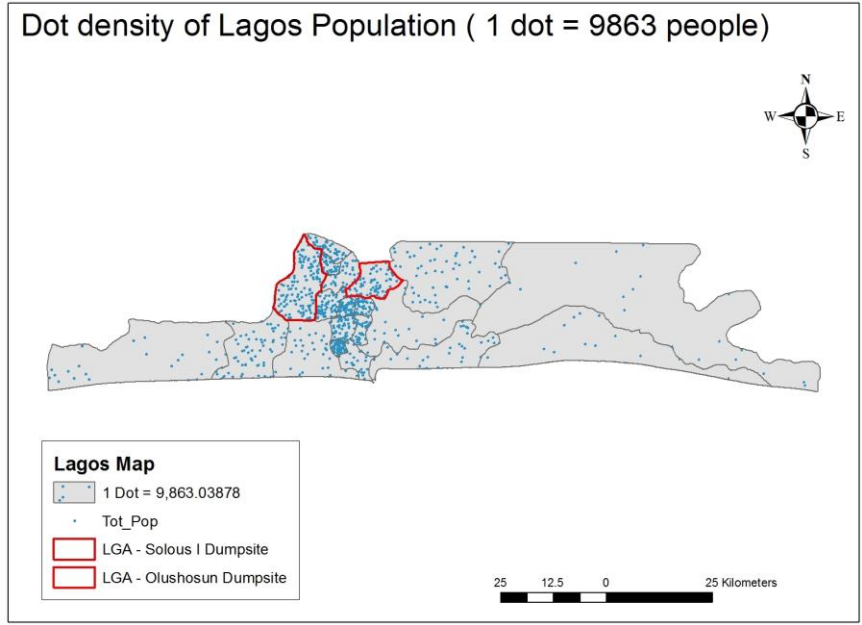 Dot density of Lagos Population ( 1 dot = 9863 people)
N
W E
S
Lagos Map
1 Dot = 9,863.03878
Tot_Pop
LGA - Solous I Dumpsite
LGA - Olushosun Dumpsite
25 12.5 0 25 Kilometers